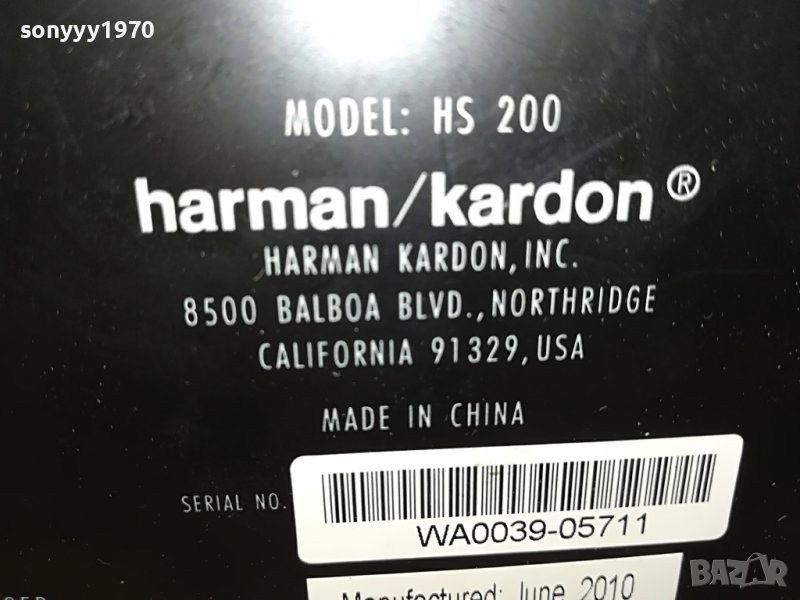 sonyyy1970
MODEL: HS 200
harman/kardon®
HARMAN KARDON, INC.
8500 BALBOA BLVD., NORTHRIDGE
CALIFORNIA 91329, USA
MADE IN CHINA
SERIAL NO.
WA0039-05711
Manufactured: June 2010
BAZAR